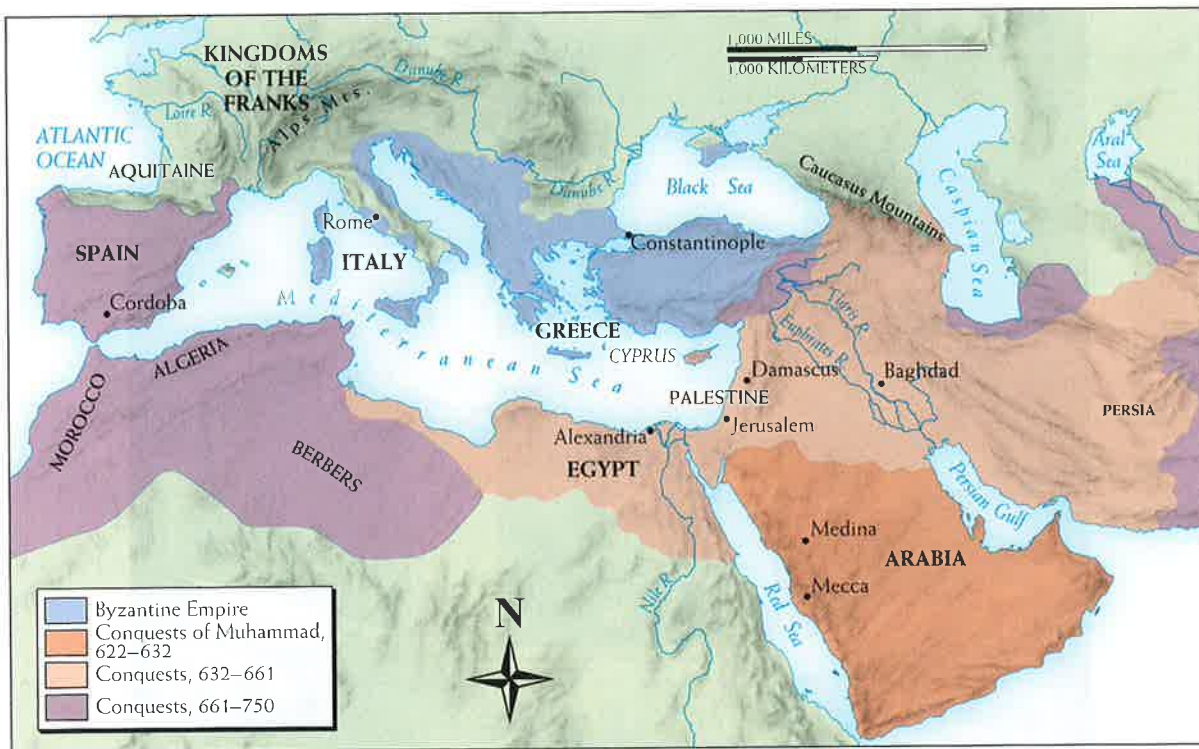 KINGDOMS
OF THE
FRANKS
1,000 MILES
1,000 KILOMETERS
Danube R.
Loire R.
Alps Mts.
ATLANTIC
OCEAN
AQUITAINE
Aral
Sea
Black Sea
Caucasus Mountains
Caspian Sea
Danube R.
Rome
Constantinople
SPAIN
ITALY
Cordoba
Mediterranean Sea
GREECE
Tigris R.
Euphrates R.
ALGERIA
CYPRUS
Damascus
Baghdad
PALESTINE
PERSIA
MOROCCO
Jerusalem
Alexandria
BERBERS
EGYPT
Persian Gulf
Medina
ARABIA
Mecca
Nile R.
Red Sea
N
Byzantine Empire
Conquests of Muhammad,
622–632
Conquests, 632–661
Conquests, 661–750